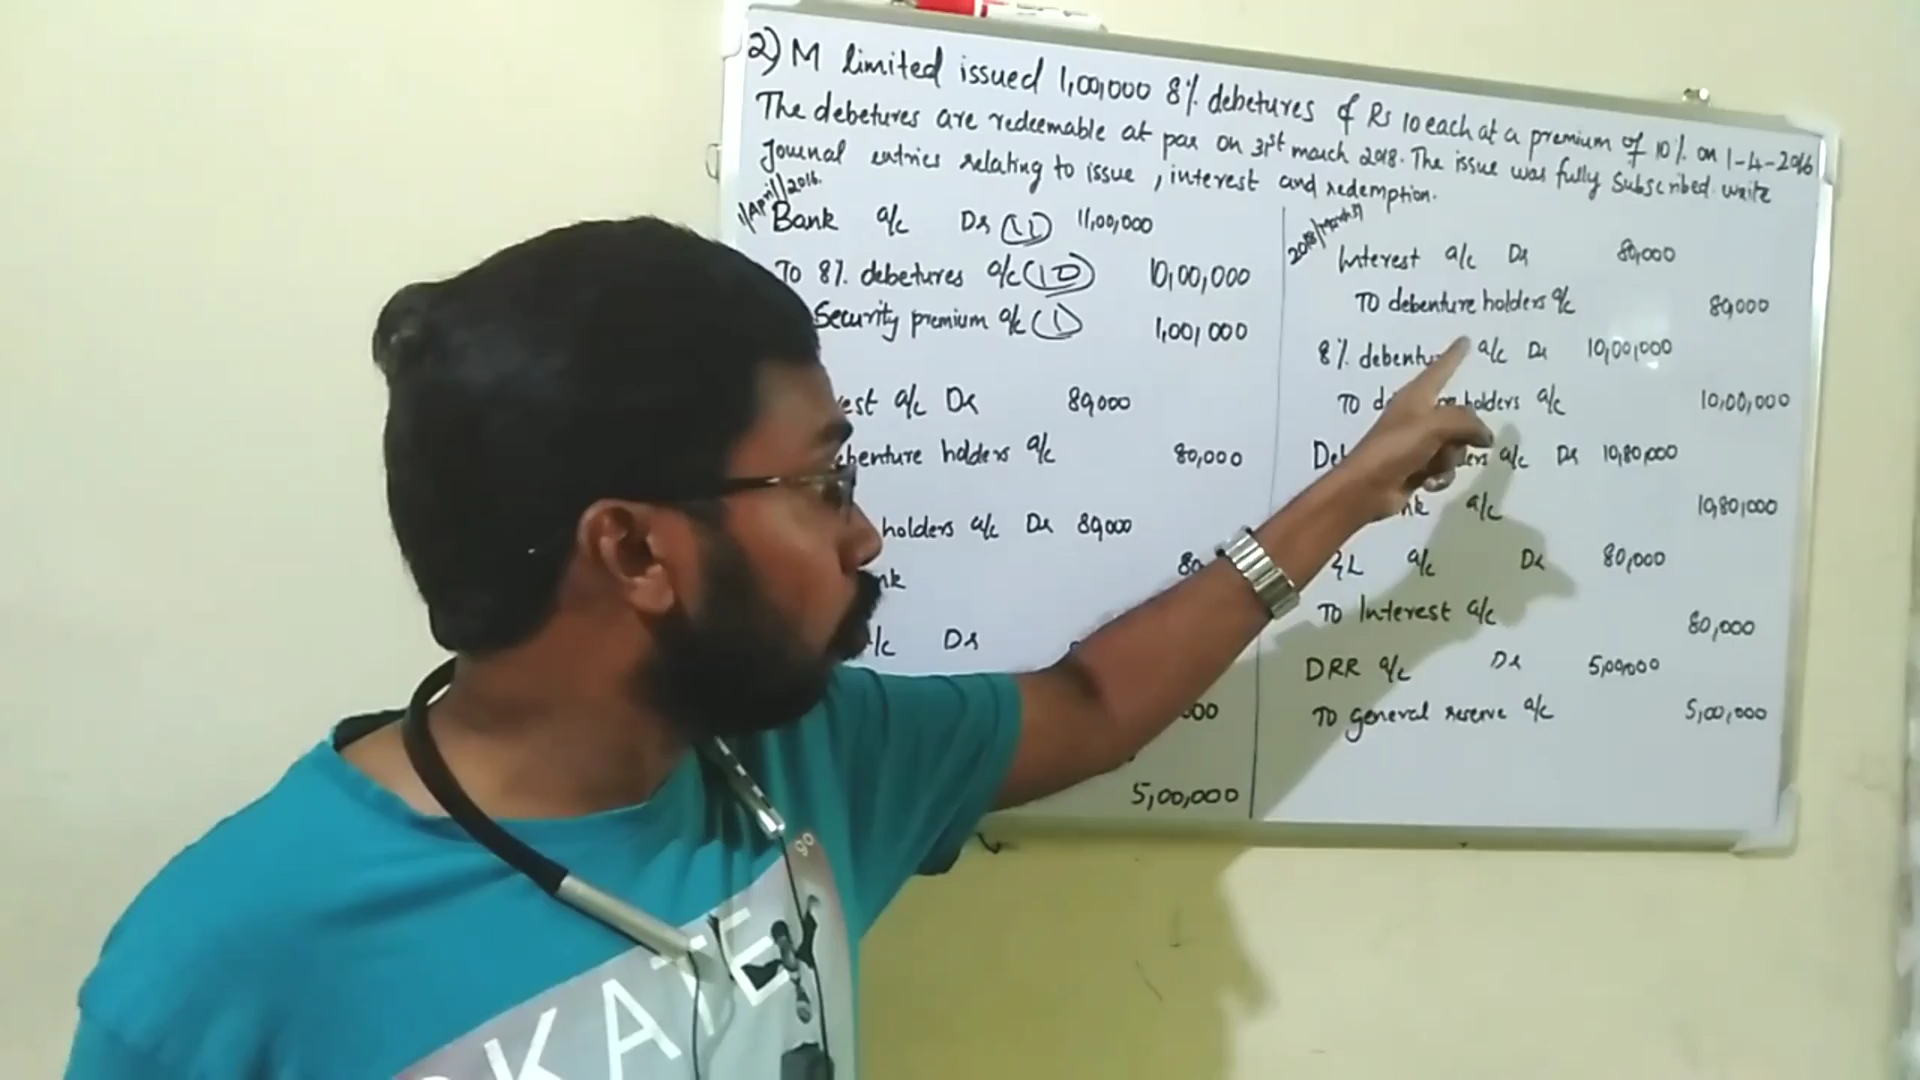 2) M limited issued 1,00,000 8% debetures of Rs 10 each at a premium of 10% on 1-4-2016
The debetures are redeemable at par on 31st march 2018. The issue was fully Subscribed. write
Journal entries relating to issue, interest and redemption.
1/April/2016.
Bank a/c Dr (11) 11,00,000
To 8% debetures a/c (10) 10,00,000
Security premium a/c (1) 1,00,000
a/c Dr 80,000
debenture holders a/c 80,000
holders a/c Dr 80,000
80
Dr
5,00,000
2018/March 31
Interest a/c Dr 80,000
To debenture holders a/c 80,000
8% a/c Dr 10,00,000
To holders a/c 10,00,000
a/c Dr 10,80,000
a/c 10,80,000
a/c Dr 80,000
To Interest a/c 80,000
DRR a/c Dr 5,00,000
To general reserve a/c 5,00,000
90
KATE